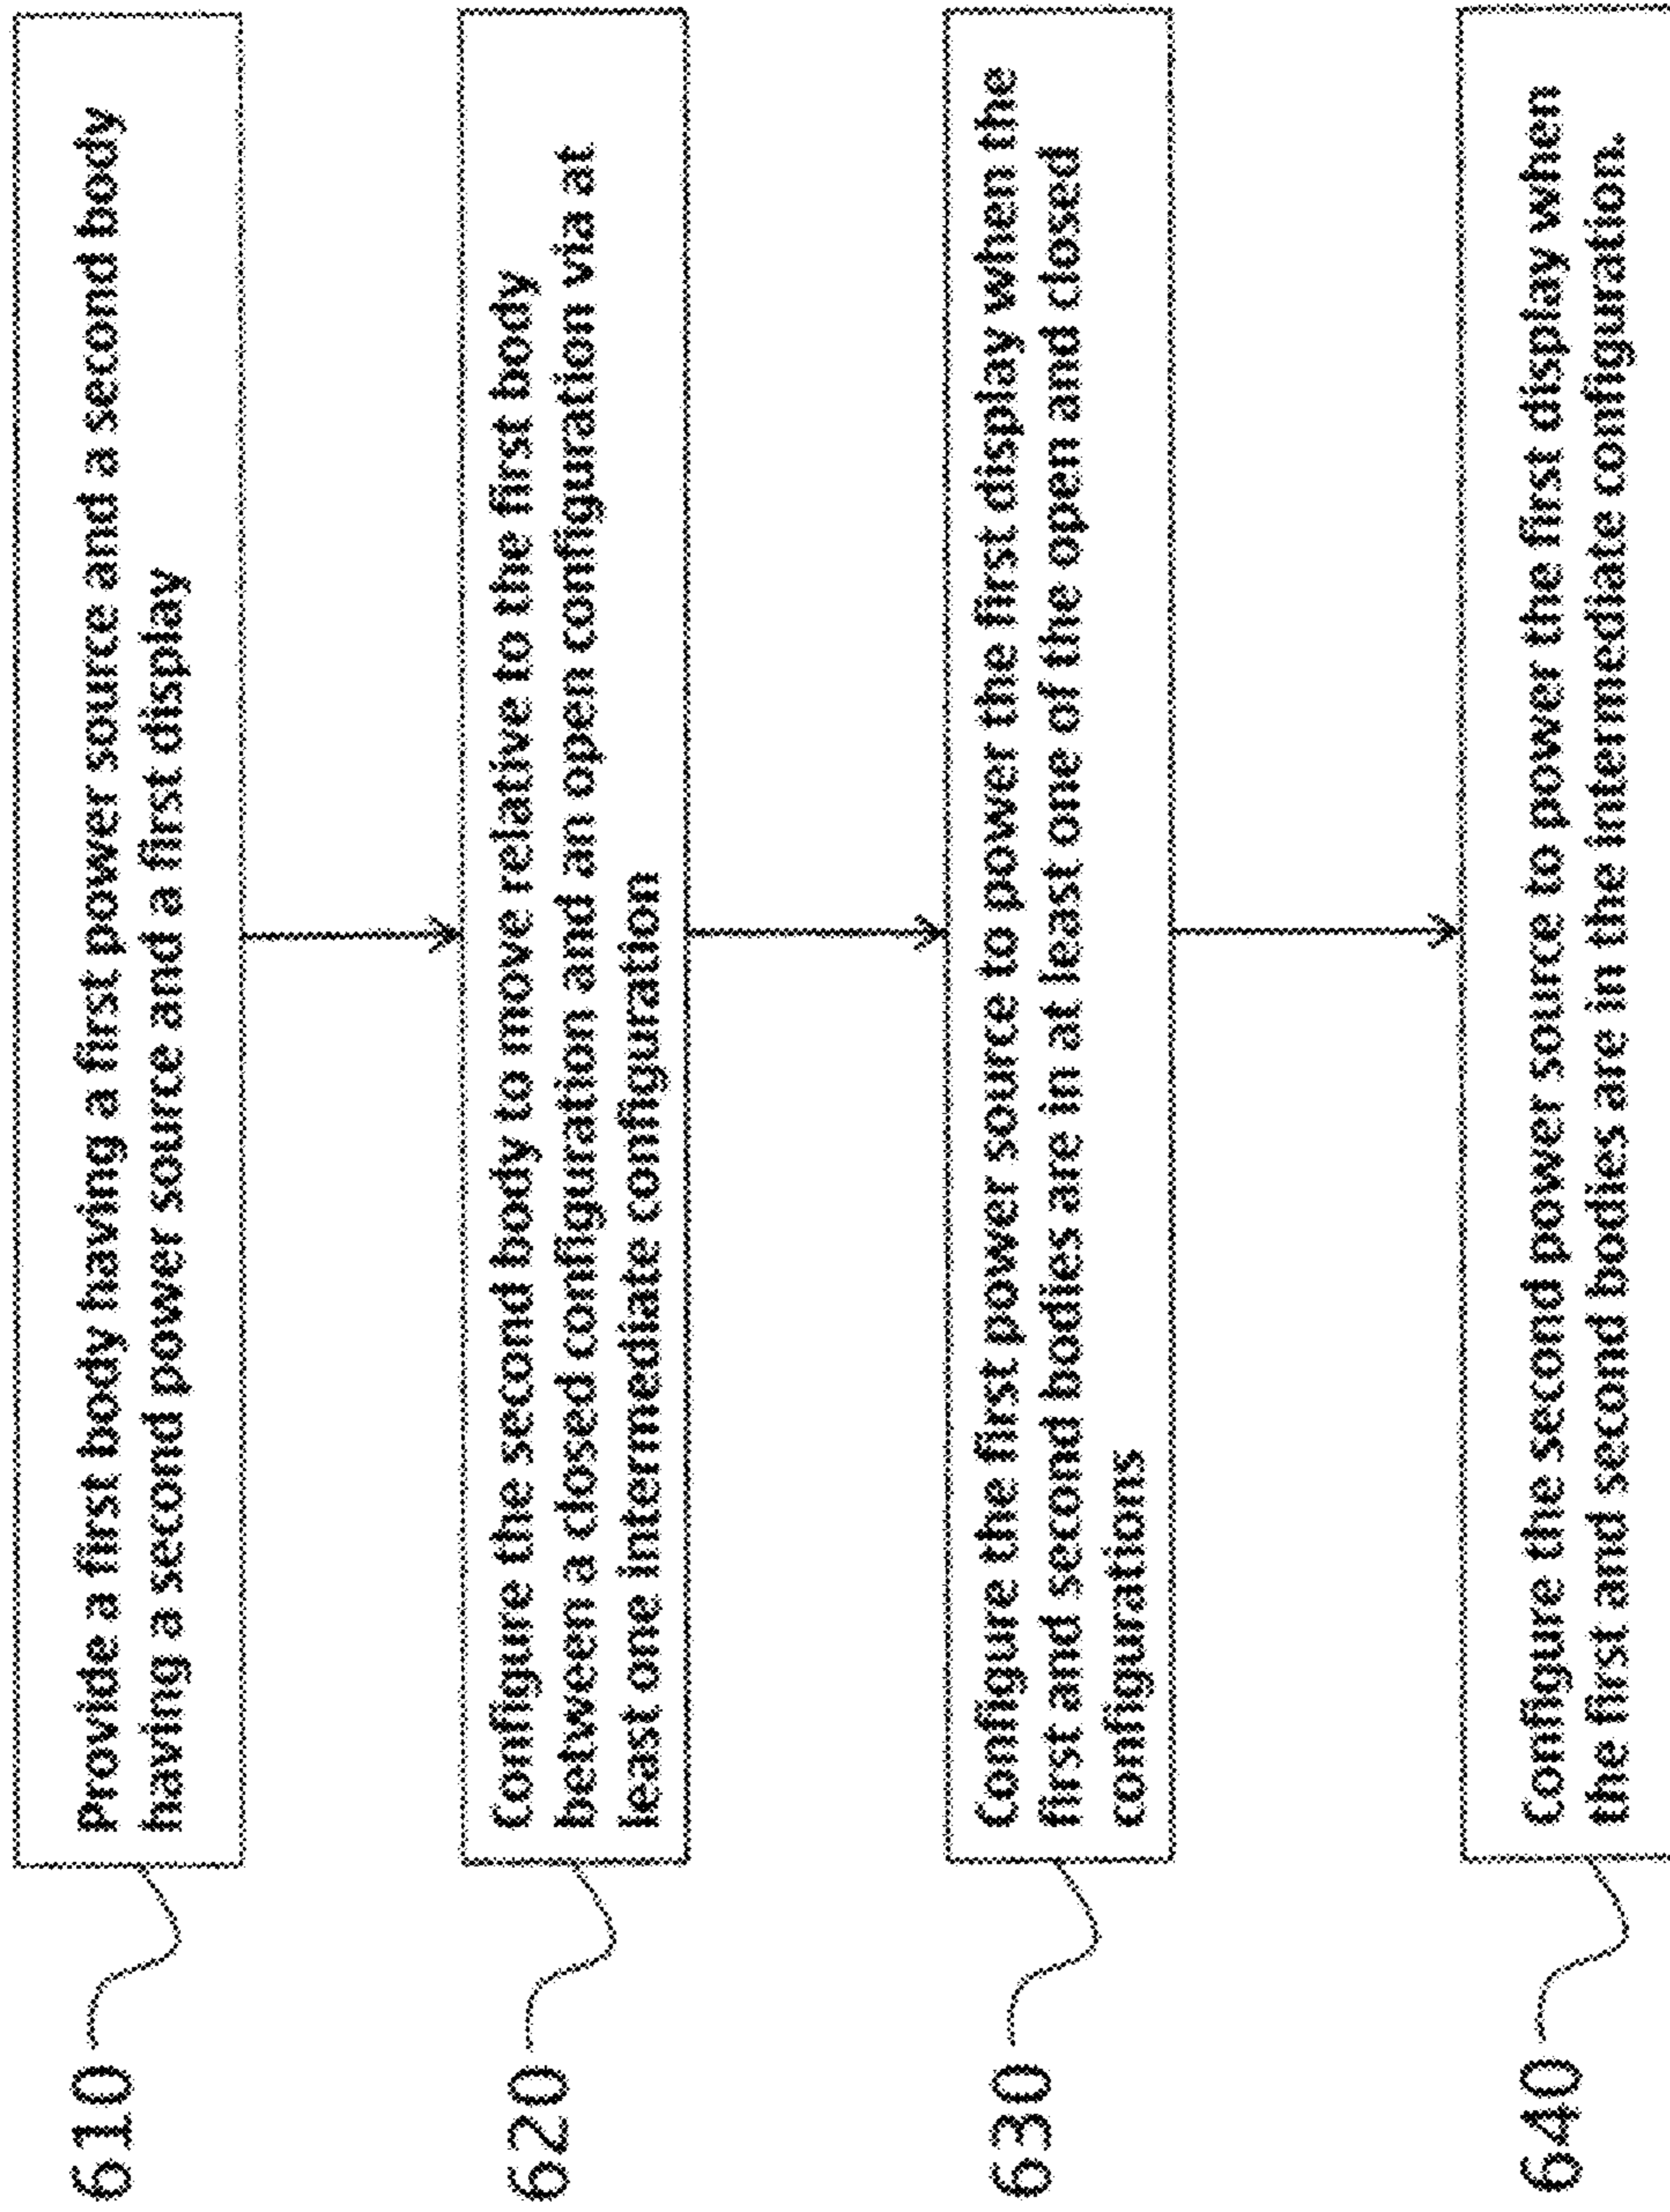 610
Provide a first body having a first power source and a second body
having a second power source and a first display
620
Configure the second body to move relative to the first body
between a closed configuration and an open configuration via at
least one intermediate configuration
630
Configure the first power source to power the first display when the
first and second bodies are in at least one of the open and closed
configurations
640
Configure the second power source to power the first display when
the first and second bodies are in the intermediate configuration.